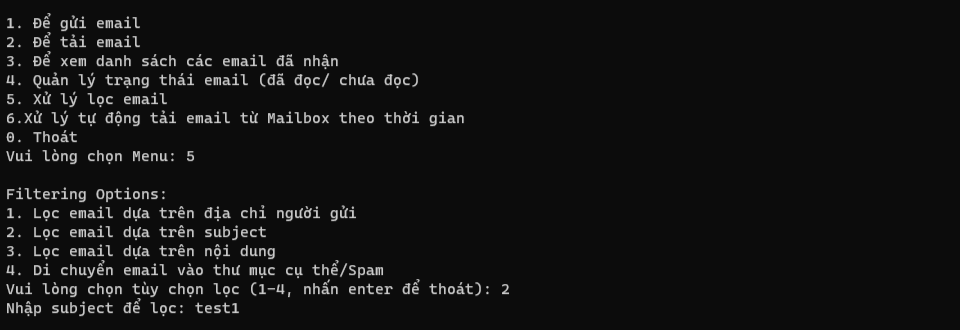 1. Để gửi email
2. Để tải email
3. Để xem danh sách các email đã nhận
4. Quản lý trạng thái email (đã đọc/ chưa đọc)
5. Xử lý lọc email
6.Xử lý tự động tải email từ Mailbox theo thời gian
0. Thoát
Vui lòng chọn Menu: 5
Filtering Options:
1. Lọc email dựa trên địa chỉ người gửi
2. Lọc email dựa trên subject
3. Lọc email dựa trên nội dung
4. Di chuyển email vào thư mục cụ thể/Spam
Vui lòng chọn tùy chọn lọc (1-4, nhấn enter để thoát): 2
Nhập subject để lọc: test1